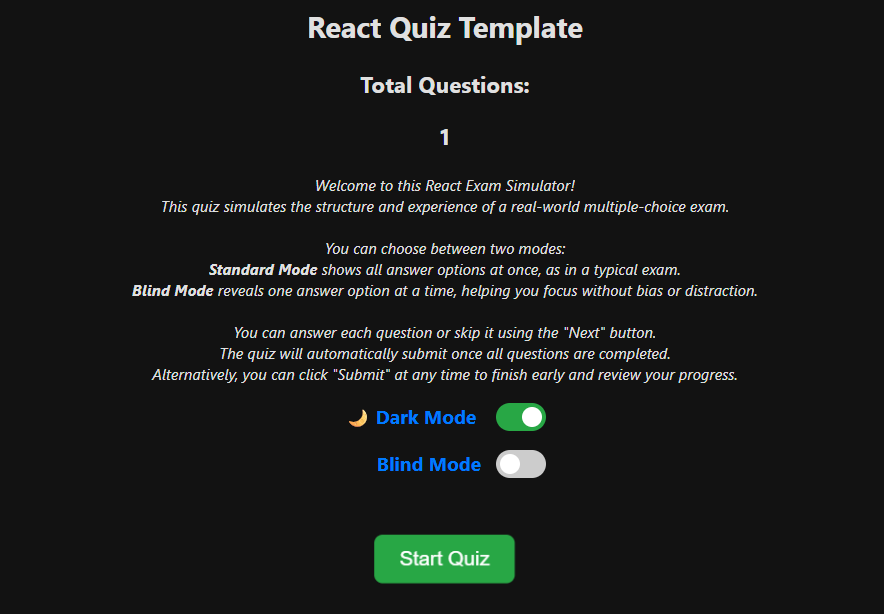 React Quiz Template
Total Questions:
1
Welcome to this React Exam Simulator!
This quiz simulates the structure and experience of a real-world multiple-choice exam.
You can choose between two modes:
Standard Mode shows all answer options at once, as in a typical exam.
Blind Mode reveals one answer option at a time, helping you focus without bias or distraction.
You can answer each question or skip it using the "Next" button.
The quiz will automatically submit once all questions are completed.
Alternatively, you can click "Submit" at any time to finish early and review your progress.
🌙 Dark Mode
Blind Mode
Start Quiz